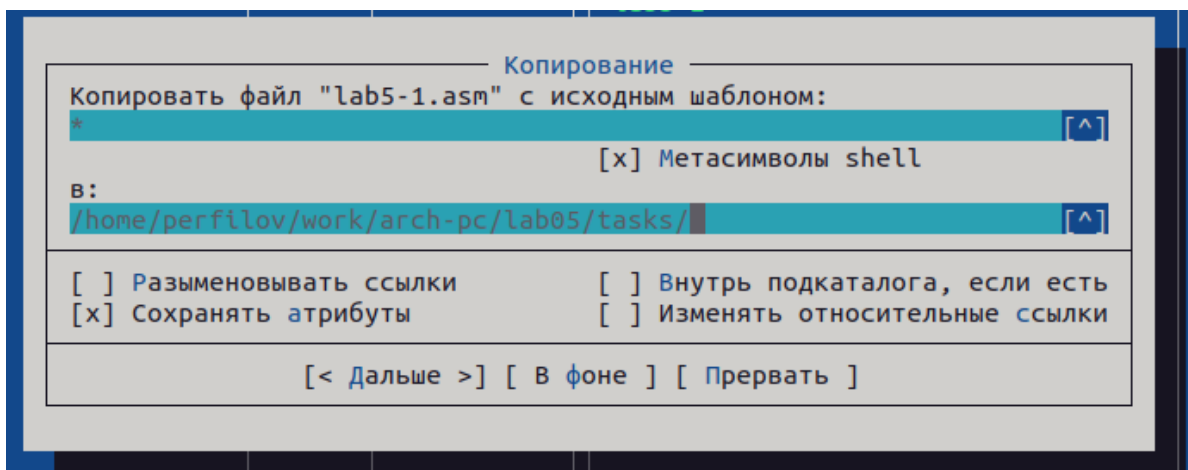 Копирование
Копировать файл "lab5-1.asm" с исходным шаблоном:
* [^]
[x] Метасимволы shell
в:
/home/perfilov/work/arch-pc/lab05/tasks/ [^]
[ ] Разыменовывать ссылки [ ] Внутрь подкаталога, если есть
[x] Сохранять атрибуты [ ] Изменять относительные ссылки
[< Дальше >] [ В фоне ] [ Прервать ]